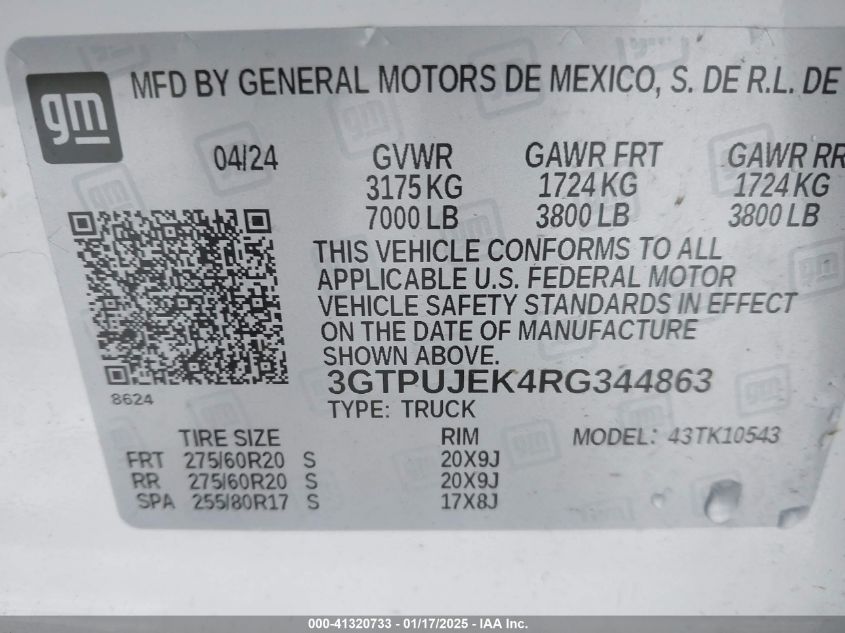 gm
MFD BY GENERAL MOTORS DE MEXICO, S. DE R.L. DE
04/24 GVWR GAWR FRT GAWR RR
3175 KG 1724 KG 1724 KG
7000 LB 3800 LB 3800 LB
THIS VEHICLE CONFORMS TO ALL
APPLICABLE U.S. FEDERAL MOTOR
VEHICLE SAFETY STANDARDS IN EFFECT
ON THE DATE OF MANUFACTURE
SHOWN ABOVE.
8624
3GTPUJEK4RG344863
TYPE: TRUCK
TIRE SIZE RIM MODEL: 43TK10543
FRT 275/60R20 S 20X9J
RR 275/60R20 S 20X9J
SPA 255/80R17 S 17X8J
000-41320733 - 01/17/2025 - IAA Inc.